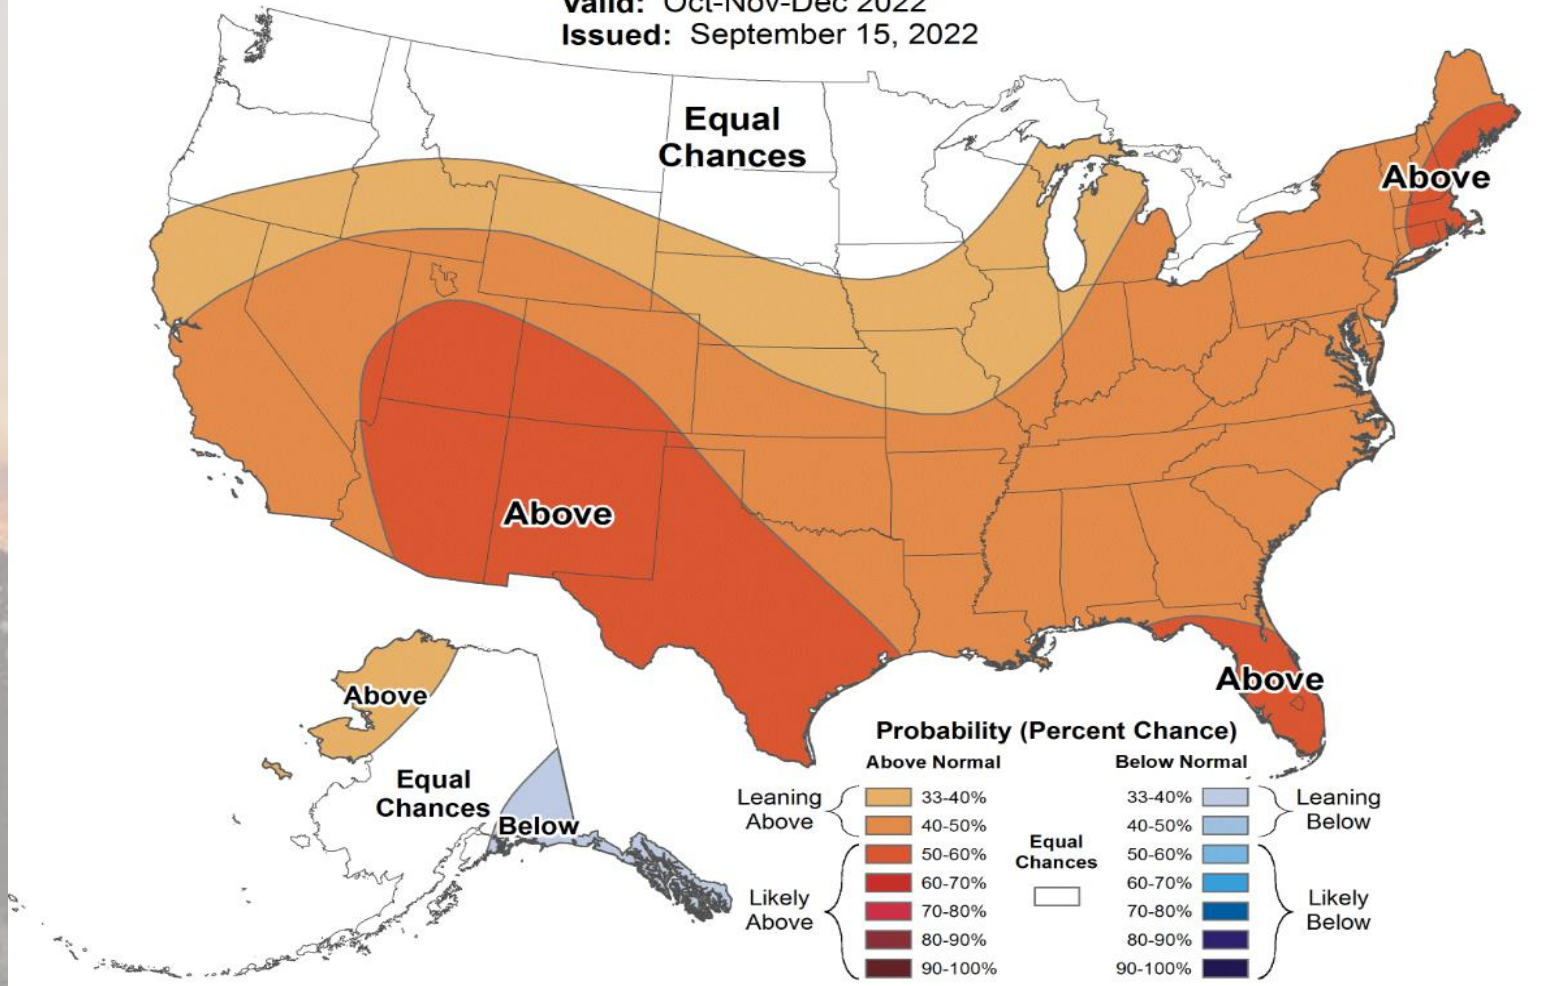 Valid: Oct-Nov-Dec 2022
Issued: September 15, 2022
Equal
Chances
Above
Above
Above
Above
Equal
Chances
Below
Probability (Percent Chance)
Above Normal
Below Normal
Leaning
Above
33-40%
40-50%
50-60%
60-70%
70-80%
80-90%
90-100%
Likely
Above
Equal
Chances
33-40%
40-50%
50-60%
60-70%
70-80%
80-90%
90-100%
Leaning
Below
Likely
Below